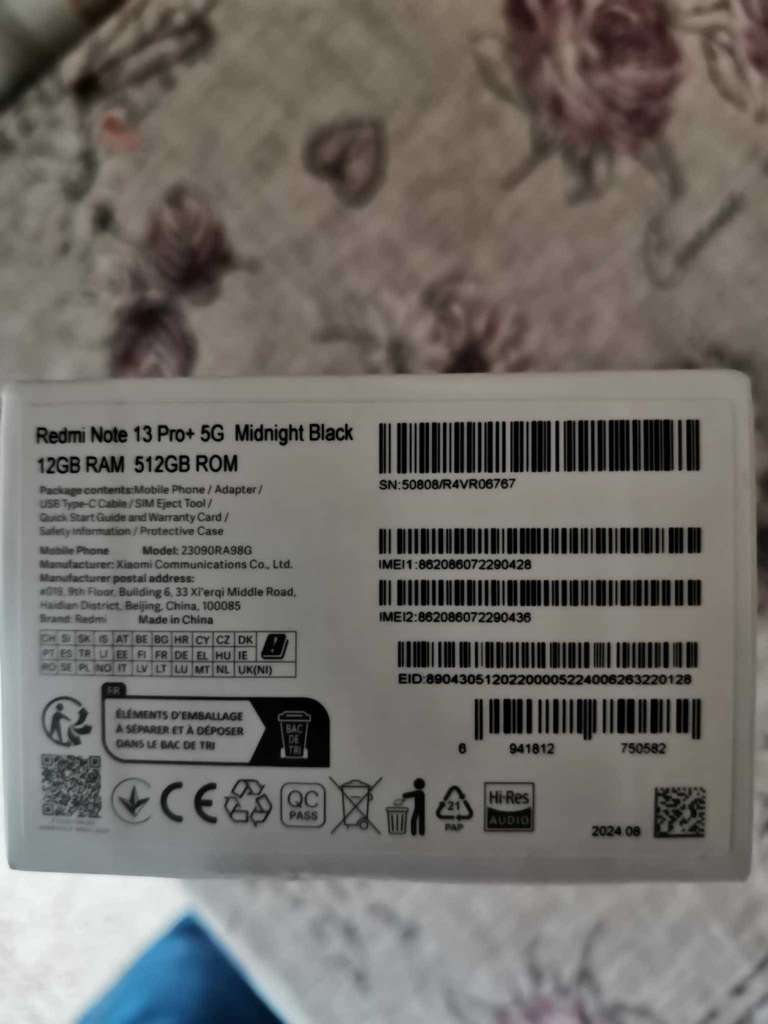 Redmi Note 13 Pro+ 5G Midnight Black
12GB RAM 512GB ROM
Package contents:Mobile Phone / Adapter /
USB Type-C Cable / SIM Eject Tool /
Quick Start Guide and Warranty Card /
Safety Information / Protective Case
Mobile Phone Model: 23090RA98G
Manufacturer: Xiaomi Communications Co., Ltd.
Manufacturer postal address:
#019, 9th Floor, Building 6, 33 Xi'erqi Middle Road,
Haidian District, Beijing, China, 100085
Brand: Redmi Made in China
CH SI SK IS AT BE BG HR CY CZ DK
PT ES TR LI EE FI FR DE EL HU IE
RO SE PL NO IT LV LT LU MT NL UK(NI)
FR
ÉLÉMENTS D'EMBALLAGE
À SÉPARER ET À DÉPOSER
DANS LE BAC DE TRI
BAC
DE
TRI
SN:50808/R4VR06767
IMEI1:862086072290428
IMEI2:862086072290436
EID:89043051202200005224006263220128
6 941812 750582
CE
QC
PASS
21
PAP
Hi-Res
AUDIO
2024.08